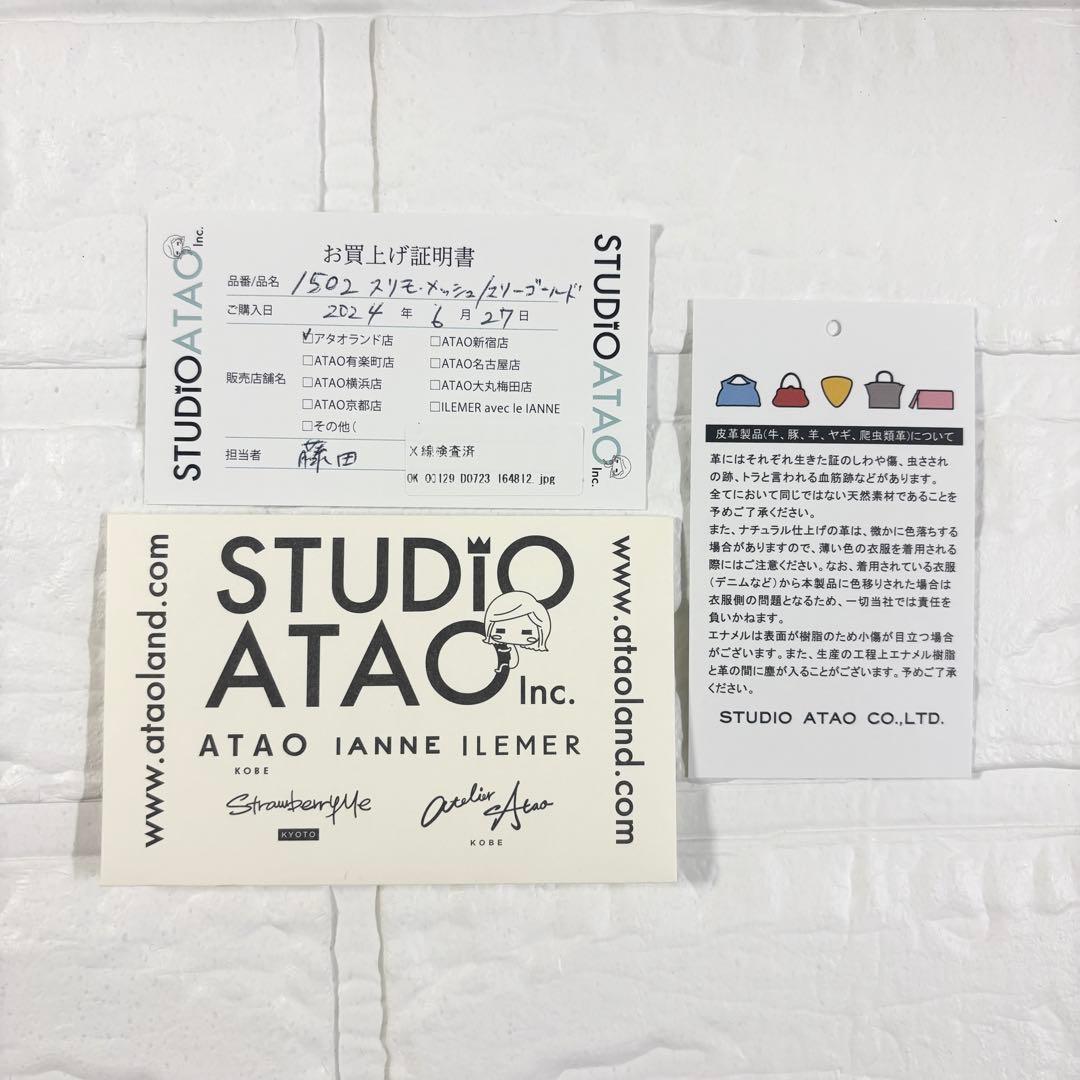 STUDIO ATAO Inc.
お買上げ証明書
品番/品名 1502 スリモ・メッシュ/エリーゴールド
ご購入日 2024 年 6 月 27 日
販売店舗名
☑アタオランド店 □ATAO新宿店
□ATAO有楽町店 □ATAO名古屋店
□ATAO横浜店 □ATAO大丸梅田店
□ATAO京都店 □ILEMER avec le IANNE
□その他(
担当者 藤田
X線検査済
OK 00129 D0723 164812.jpg
STUDIO ATAO Inc.
www.ataoland.com
STUDIO
ATAO Inc.
ATAO IANNE ILEMER
KOBE
StrawberryMe
KYOTO
atelier Atao
KOBE
www.ataoland.com
皮革製品(牛、豚、羊、ヤギ、爬虫類革)について
革にはそれぞれ生きた証のしわや傷、虫さされ
の跡、トラと言われる血筋跡などがあります。
全てにおいて同じではない天然素材であることを
予めご了承ください。
また、ナチュラル仕上げの革は、微かに色落ちする
場合がありますので、薄い色の衣服を着用される
際にはご注意ください。なお、着用されている衣服
(デニムなど)から本製品に色移りされた場合は
衣服側の問題となるため、一切当社では責任を
負いかねます。
エナメルは表面が樹脂のため小傷が目立つ場合
がございます。また、生産の工程上エナメル樹脂
と革の間に塵が入ることがございます。予めご了承
ください。
STUDIO ATAO CO.,LTD.